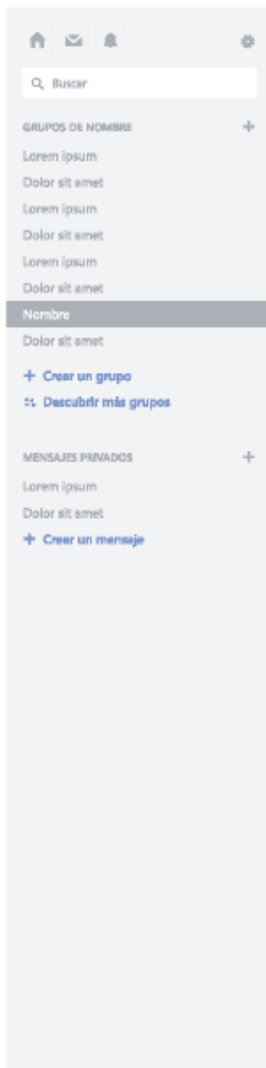 Buscar
GRUPOS DE NOMBRE
Lorem ipsum
Dolor sit amet
Lorem ipsum
Dolor sit amet
Lorem ipsum
Dolor sit amet
Nombre
Dolor sit amet
+ Crear un grupo
Descubrir más grupos
MENSAJES PRIVADOS
Lorem ipsum
Dolor sit amet
+ Crear un mensaje